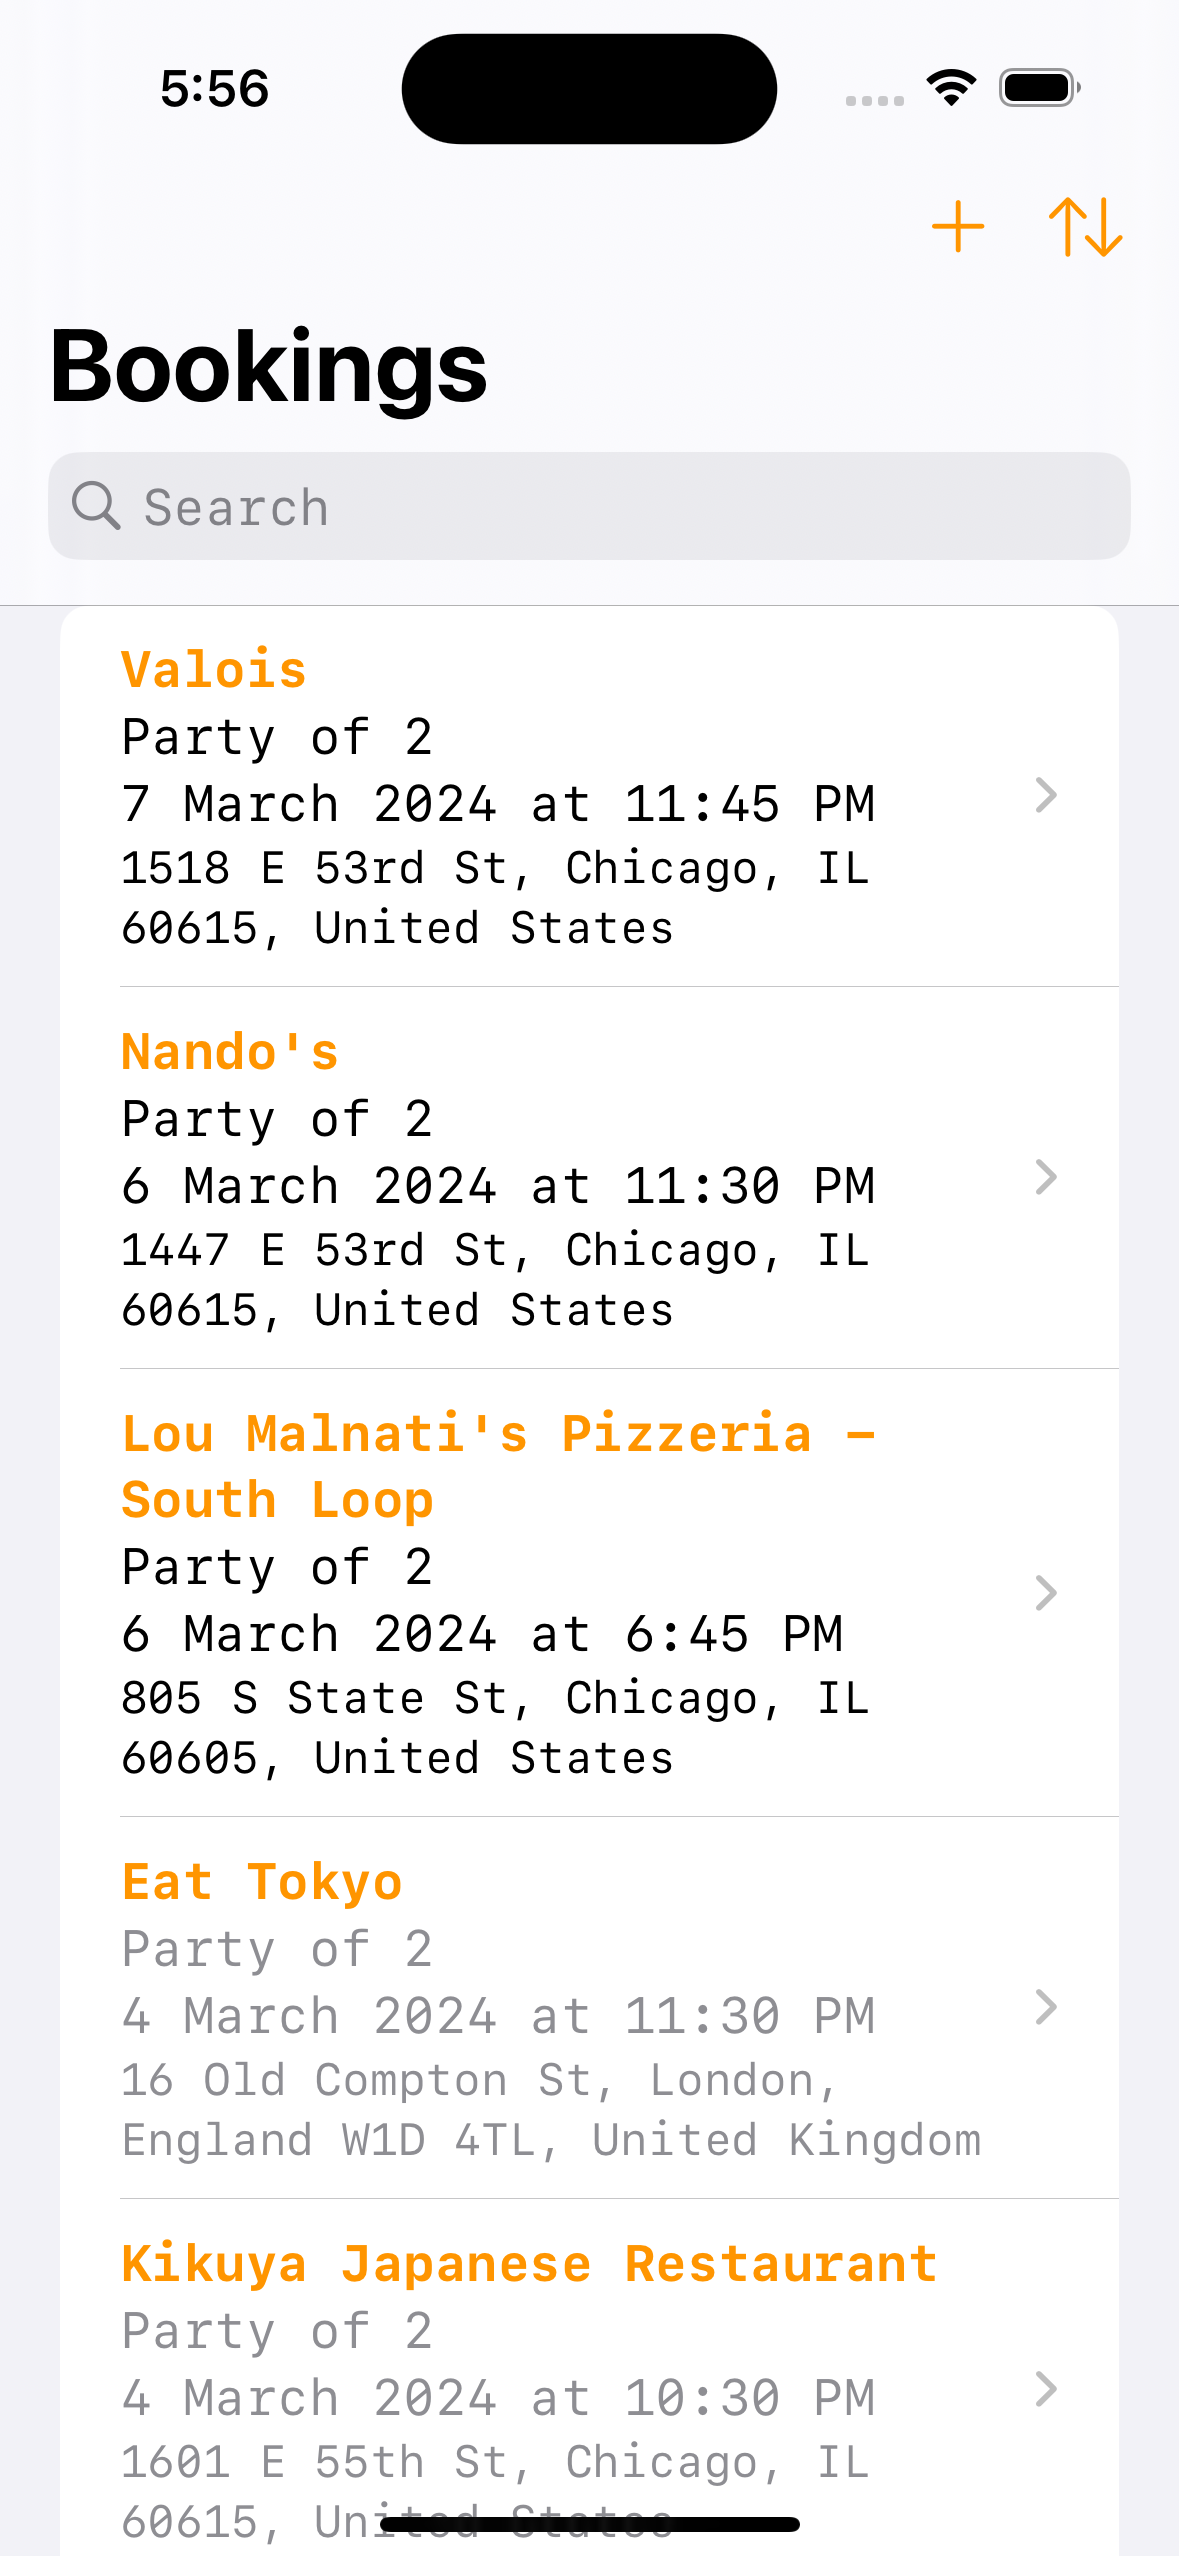 5:56
Bookings
Search
Valois
Party of 2
7 March 2024 at 11:45 PM
1518 E 53rd St, Chicago, IL
60615, United States
Nando's
Party of 2
6 March 2024 at 11:30 PM
1447 E 53rd St, Chicago, IL
60615, United States
Lou Malnati's Pizzeria –
South Loop
Party of 2
6 March 2024 at 6:45 PM
805 S State St, Chicago, IL
60605, United States
Eat Tokyo
Party of 2
4 March 2024 at 11:30 PM
16 Old Compton St, London,
England W1D 4TL, United Kingdom
Kikuya Japanese Restaurant
Party of 2
4 March 2024 at 10:30 PM
1601 E 55th St, Chicago, IL
60615, United States